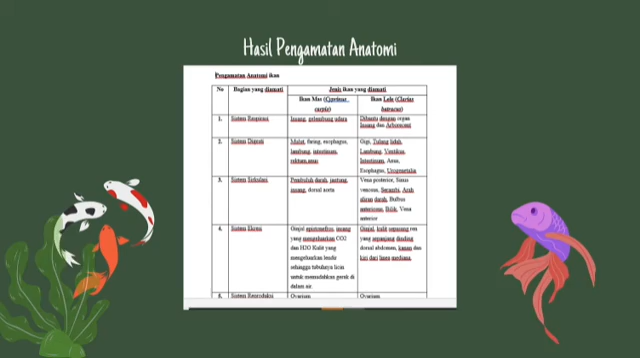 Hasil Pengamatan Anatomi
Pengamatan Anatomi ikan
No Bagian yang diamati Jenis ikan yang diamati
Ikan Mas (Cyprinus carpio) Ikan Lele (Clarias batracus)
1. Sistem Respirasi Insang, gelembung udara Dibantu dengan organ
Insang dan Arborescent
2. Sistem Digesti Mulut, faring, esophagus, Gigi, Tulang lidah,
lambung, intestinum, Lambung, Ventikus,
rektum, anus Intestinum, Anus,
Esophagus, Urogenitalia
3. Sistem Sirkulasi Pembuluh darah, jantung, Vena posterior, Sinus
insang, dorsal aorta venosus, Serambi, Arah
aliran darah, Bulbus
arteriosus, Bilik, Vena
anterior
4. Sistem Ekresi Ginjal insang Ginjal, kulit sepasang ren
yang mengeluarkan CO2 yang sepanjang dinding
dan H2O Kulit yang dorsal abdomen, kanan dan
mengeluarkan lendir kiri dari linea mediana.
sehingga tubuhnya licin
untuk memudahkan gerak di
dalam air.
5. Sistem Reproduksi Ovarium Ovarium